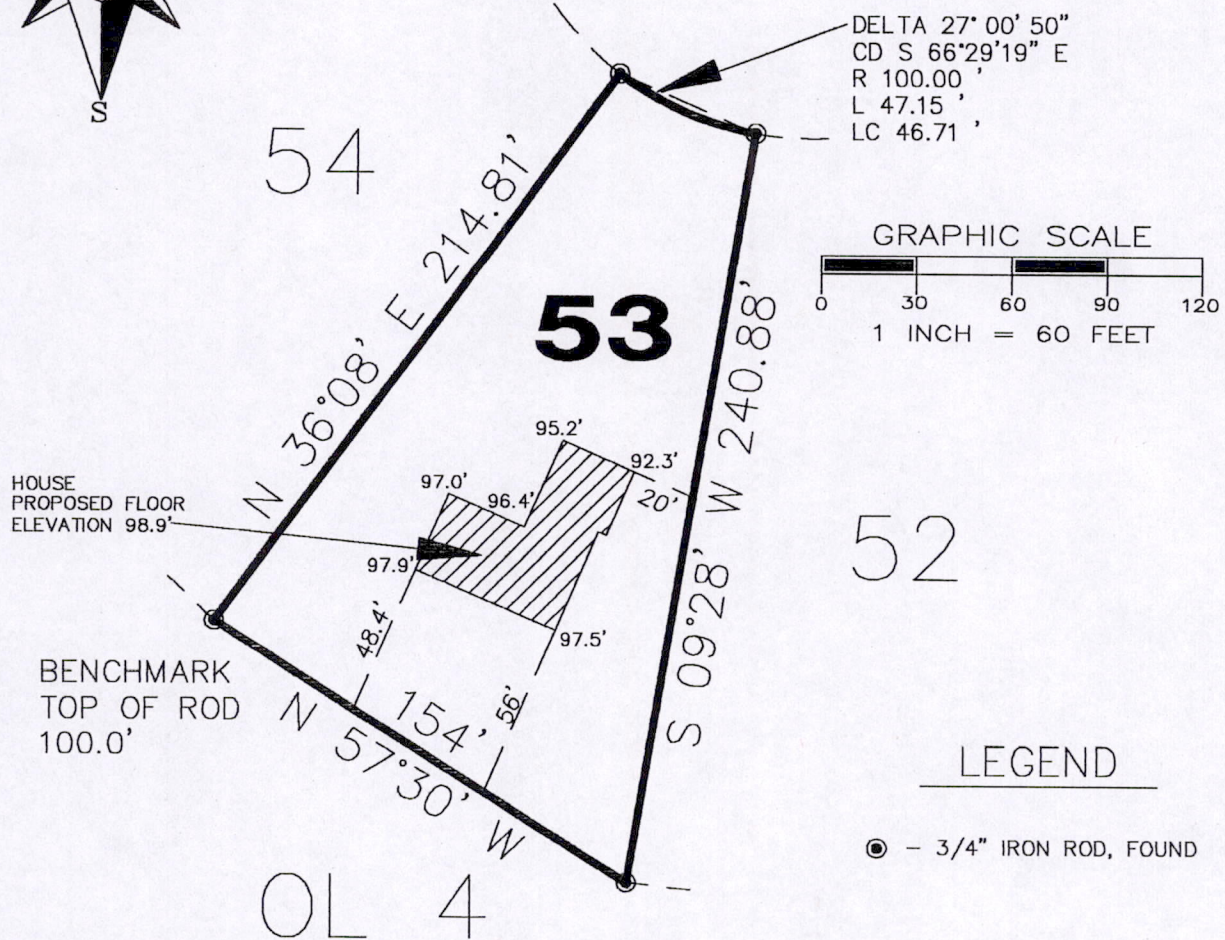 S
DELTA 27° 00' 50"
CD S 66°29'19" E
R 100.00 '
L 47.15 '
LC 46.71 '
54
N 36°08' E 214.81'
GRAPHIC SCALE
0 30 60 90 120
1 INCH = 60 FEET
53
S 09°28' W 240.88'
95.2'
92.3'
20'
97.0'
96.4'
HOUSE
PROPOSED FLOOR
ELEVATION 98.9'
97.9'
52
97.5'
48.4'
56'
BENCHMARK
TOP OF ROD
100.0'
154'
N 57°30' W
LEGEND
– 3/4" IRON ROD, FOUND
OL 4